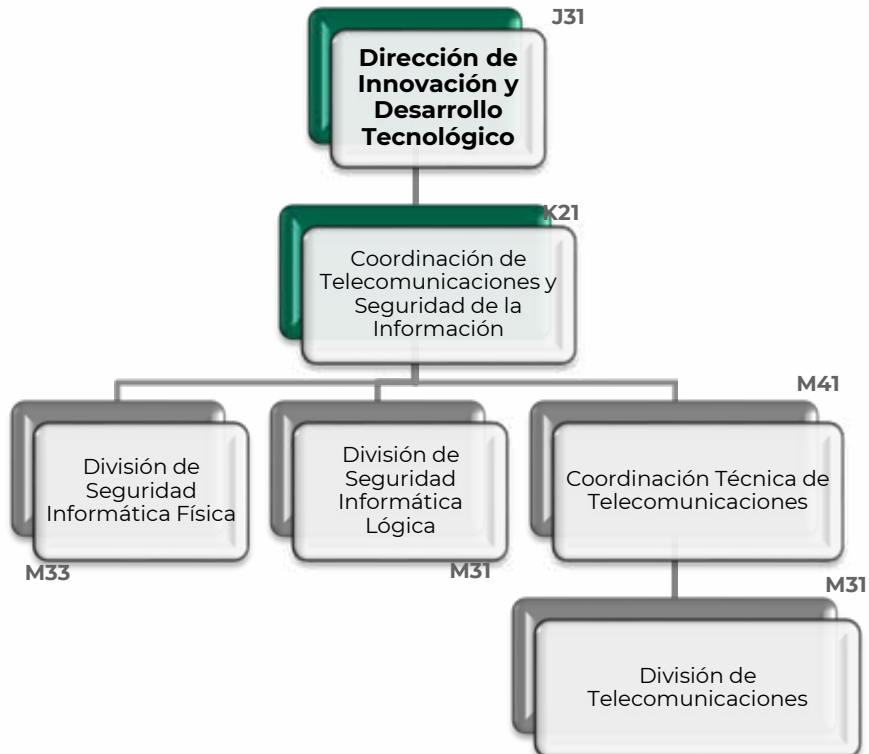 J31
Dirección de
Innovación y
Desarrollo
Tecnológico
K21
Coordinación de
Telecomunicaciones y
Seguridad de la
Información
División de
Seguridad
Informática Física
M33
División de
Seguridad
Informática
Lógica
M31
M41
Coordinación Técnica de
Telecomunicaciones
M31
División de
Telecomunicaciones